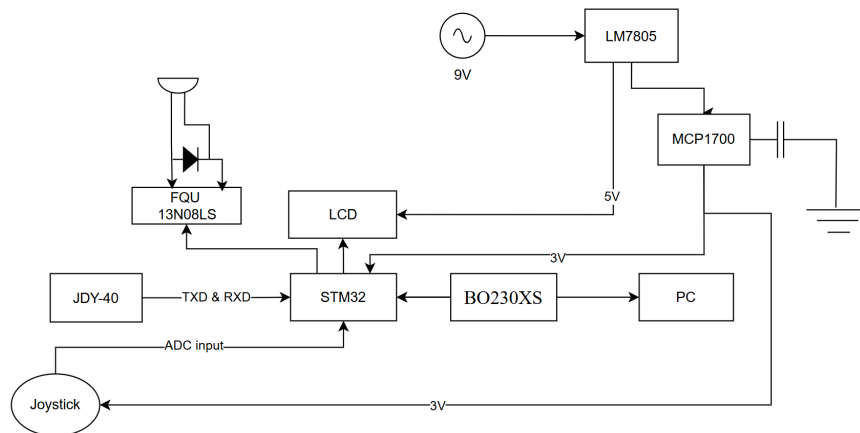 LM7805
9V
MCP1700
FQU
13N08LS
LCD
5V
3V
JDY-40
TXD & RXD
STM32
BO230XS
PC
ADC input
Joystick
3V